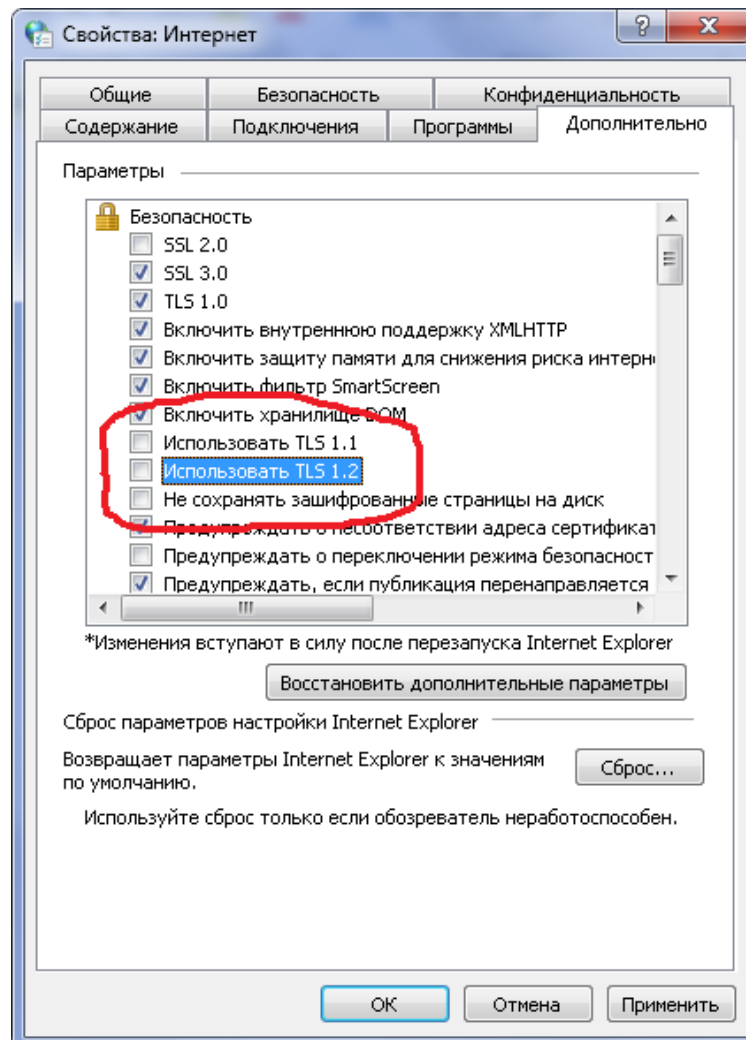 Свойства: Интернет
Общие
Безопасность
Конфиденциальность
Содержание
Подключения
Программы
Дополнительно
Параметры
Безопасность
SSL 2.0
SSL 3.0
TLS 1.0
Включить внутреннюю поддержку XMLHTTP
Включить защиту памяти для снижения риска интерн
Включить фильтр SmartScreen
Включить хранилище DOM
Использовать TLS 1.1
Использовать TLS 1.2
Не сохранять зашифрованные страницы на диск
Предупреждать о несоответствии адреса сертификат
Предупреждать о переключении режима безопасност
Предупреждать, если публикация перенаправляется
*Изменения вступают в силу после перезапуска Internet Explorer
Восстановить дополнительные параметры
Сброс параметров настройки Internet Explorer
Возвращает параметры Internet Explorer к значениям
по умолчанию.
Сброс...
Используйте сброс только если обозреватель неработоспособен.
ОК
Отмена
Применить